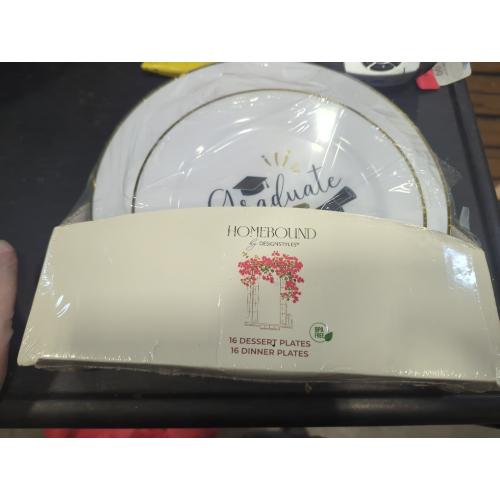 Graduate
HOMEBOUND
by DESIGNSTYLES®
16 DESSERT PLATES
16 DINNER PLATES
BPA
FREE